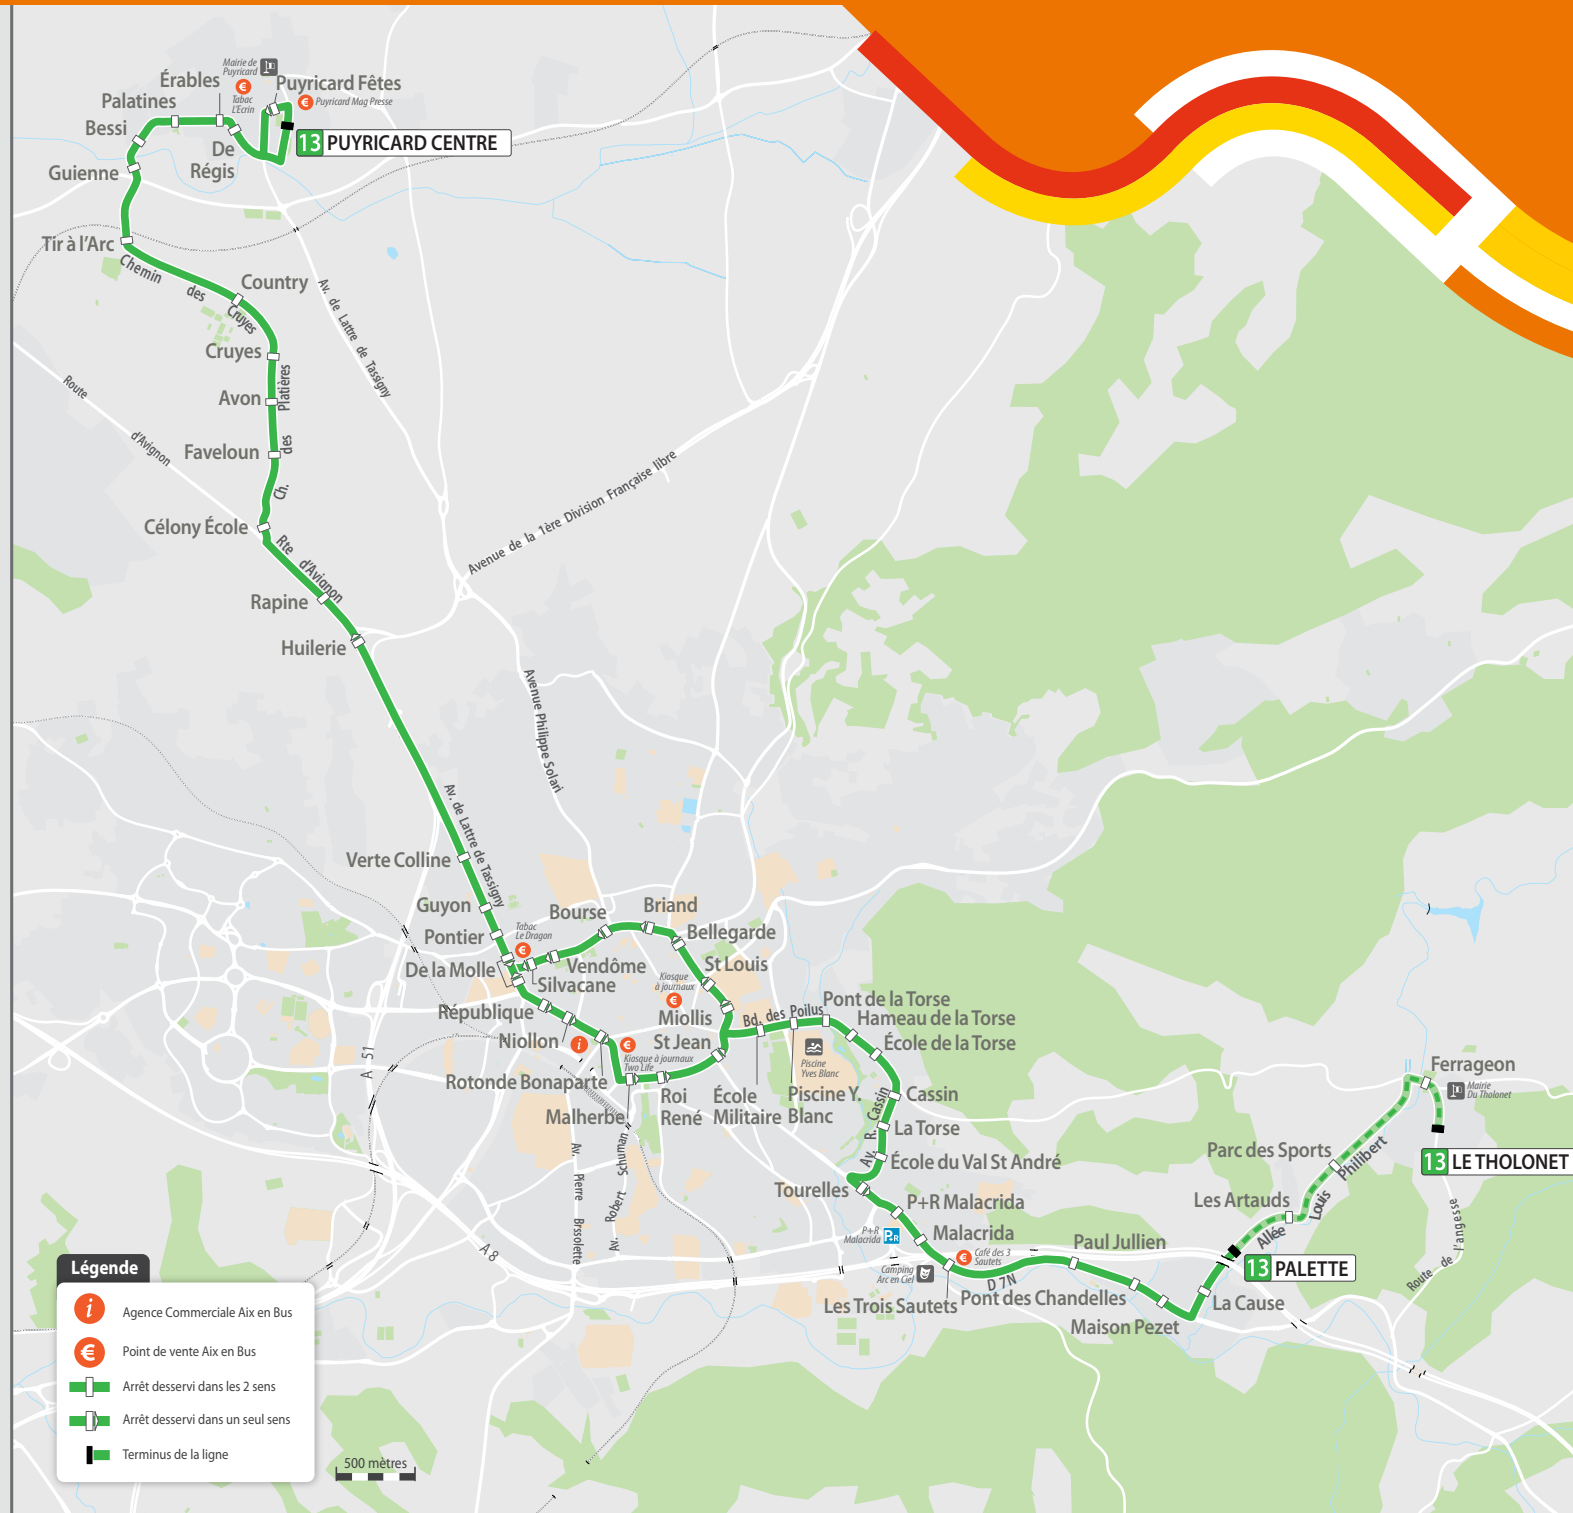 Mairie de
Puyricard
Érables
Puyricard Fêtes
€
Tabac
L'Ecrin
€ Puyricard Mag Presse
Palatines
Bessi
13 PUYRICARD CENTRE
De
Régis
Guienne
Tir à l'Arc
Chemin des Cruyes
Country
Av. de Lattre de Tassigny
Cruyes
Route d'Avignon
Avon
Ch. des Platières
Faveloun
Avenue de la 1ère Division Française libre
Célony École
Rte d'Avignon
Rapine
Huilerie
Avenue Philippe Solari
Av. de Lattre de Tassigny
Verte Colline
Guyon
Bourse
Briand
Pontier
Tabac
Le Dragon
€
Bellegarde
De la Molle
Vendôme
St Louis
Silvacane
Kiosque
à journaux
€
République
Miollis
Bd. des Poilus
Pont de la Torse
Hameau de la Torse
Niollon
i
€
St Jean
École de la Torse
Kiosque à journaux
Two Life
Piscine
Yves Blanc
A 51
Rotonde Bonaparte
Malherbe
Roi
René
École
Militaire
Piscine Y.
Blanc
Cassin
Av. R. Cassin
La Torse
École du Val St André
Tourelles
Av. Pierre Brssolette
Av. Robert Schuman
A 8
P+R Malacrida
P+R
Malacrida
P+R
Malacrida
€
Café des 3
Sautets
Camping
Arc en Ciel
D 7N
Les Trois Sautets
Paul Jullien
Pont des Chandelles
Maison Pezet
La Cause
13 PALETTE
Les Artauds
Allée Louis Philibert
Parc des Sports
Ferrageon
Mairie
Du Tholonet
13 LE THOLONET
Route de l'angesse
Légende
i Agence Commerciale Aix en Bus
€ Point de vente Aix en Bus
Arrêt desservi dans les 2 sens
Arrêt desservi dans un seul sens
Terminus de la ligne
500 mètres